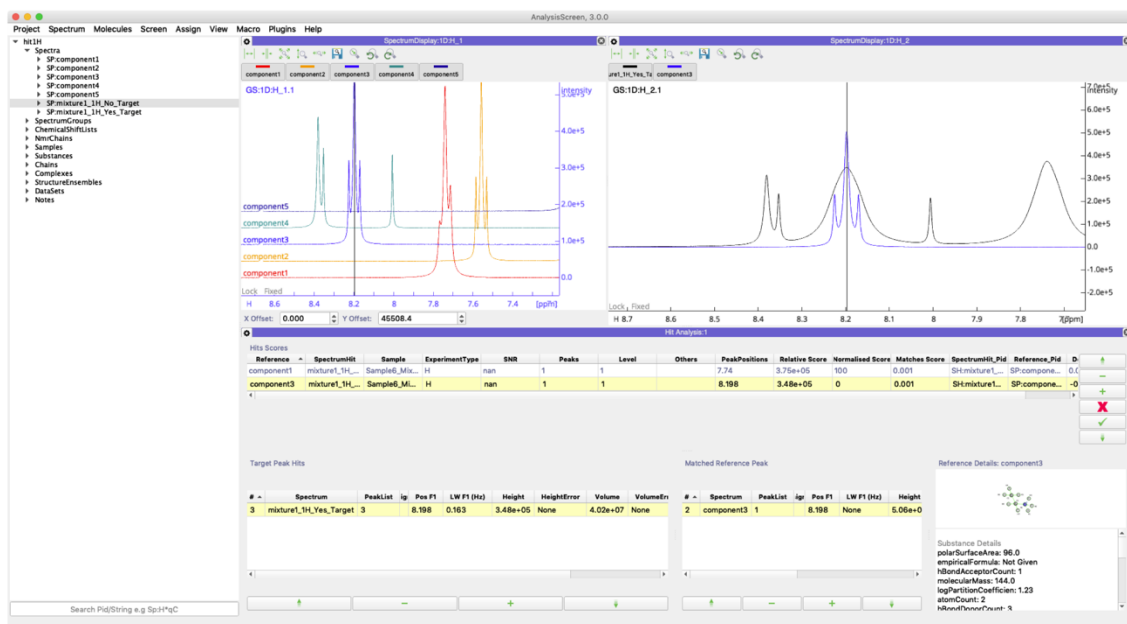 AnalysisScreen, 3.0.0
Project Spectrum Molecules Screen Assign View Macro Plugins Help
hit1H
Spectra
SP:component1
SP:component2
SP:component3
SP:component4
SP:component5
SP:mixture1_1H_No_Target
SP:mixture1_1H_Yes_Target
SpectrumGroups
ChemicalShiftLists
NmrChains
Samples
Substances
Chains
Complexes
StructureEnsembles
DataSets
Notes
Search Pid/String e.g Sp:H*qC
SpectrumDisplay:1D:H_1
component1 component2 component3 component4 component5
GS:1D:H_1.1
intensity
4.0e+5
3.0e+5
2.0e+5
1.0e+5
0.0
component5
component4
component3
component2
component1
Lock Fixed
H 8.6 8.4 8.2 8 7.8 7.6 7.4 [ppm]
X Offset: 0.000 Y Offset: 45508.4
SpectrumDisplay:1D:H_2
component3
GS:1D:H_2.1
intensity
6.0e+5
5.0e+5
4.0e+5
3.0e+5
2.0e+5
1.0e+5
0.0
-1.0e+5
-2.0e+5
Lock Fixed
H 8.7 8.6 8.5 8.4 8.3 8.2 8.1 8 7.9 7.8
Hit Analysis:1
Hits Scores
Reference SpectrumHit Sample ExperimentType SNR Peaks Level Others PeakPositions Relative Score Normalised Score Matches Score SpectrumHit_Pid Reference_Pid D
component1 mixture1_1H_... Sample6_Mi... H nan 1 1 7.74 3.75e+05 100 0.001 SH:mixture1_... SP:compone... 0.0
component3 mixture1_1H_... Sample6_Mi... H nan 1 1 8.198 3.48e+05 0 0.001 SH:mixture1... SP:compone... -0
Target Peak Hits
# Spectrum PeakList Pos F1 LW F1 (Hz) Height HeightError Volume VolumeErr
3 mixture1_1H_Yes_Target 3 8.198 0.163 3.48e+05 None 4.02e+07 None
Matched Reference Peak
# Spectrum PeakList Pos F1 LW F1 (Hz) Height
2 component3 1 8.198 None 5.06e+0
Reference Details: component3
Substance Details
polarSurfaceArea: 96.0
empiricalFormula: Not Given
hBondAcceptorCount: 1
molecularMass: 144.0
logPartitionCoefficien: 1.23
atomCount: 2
hBondDonorCount: 3